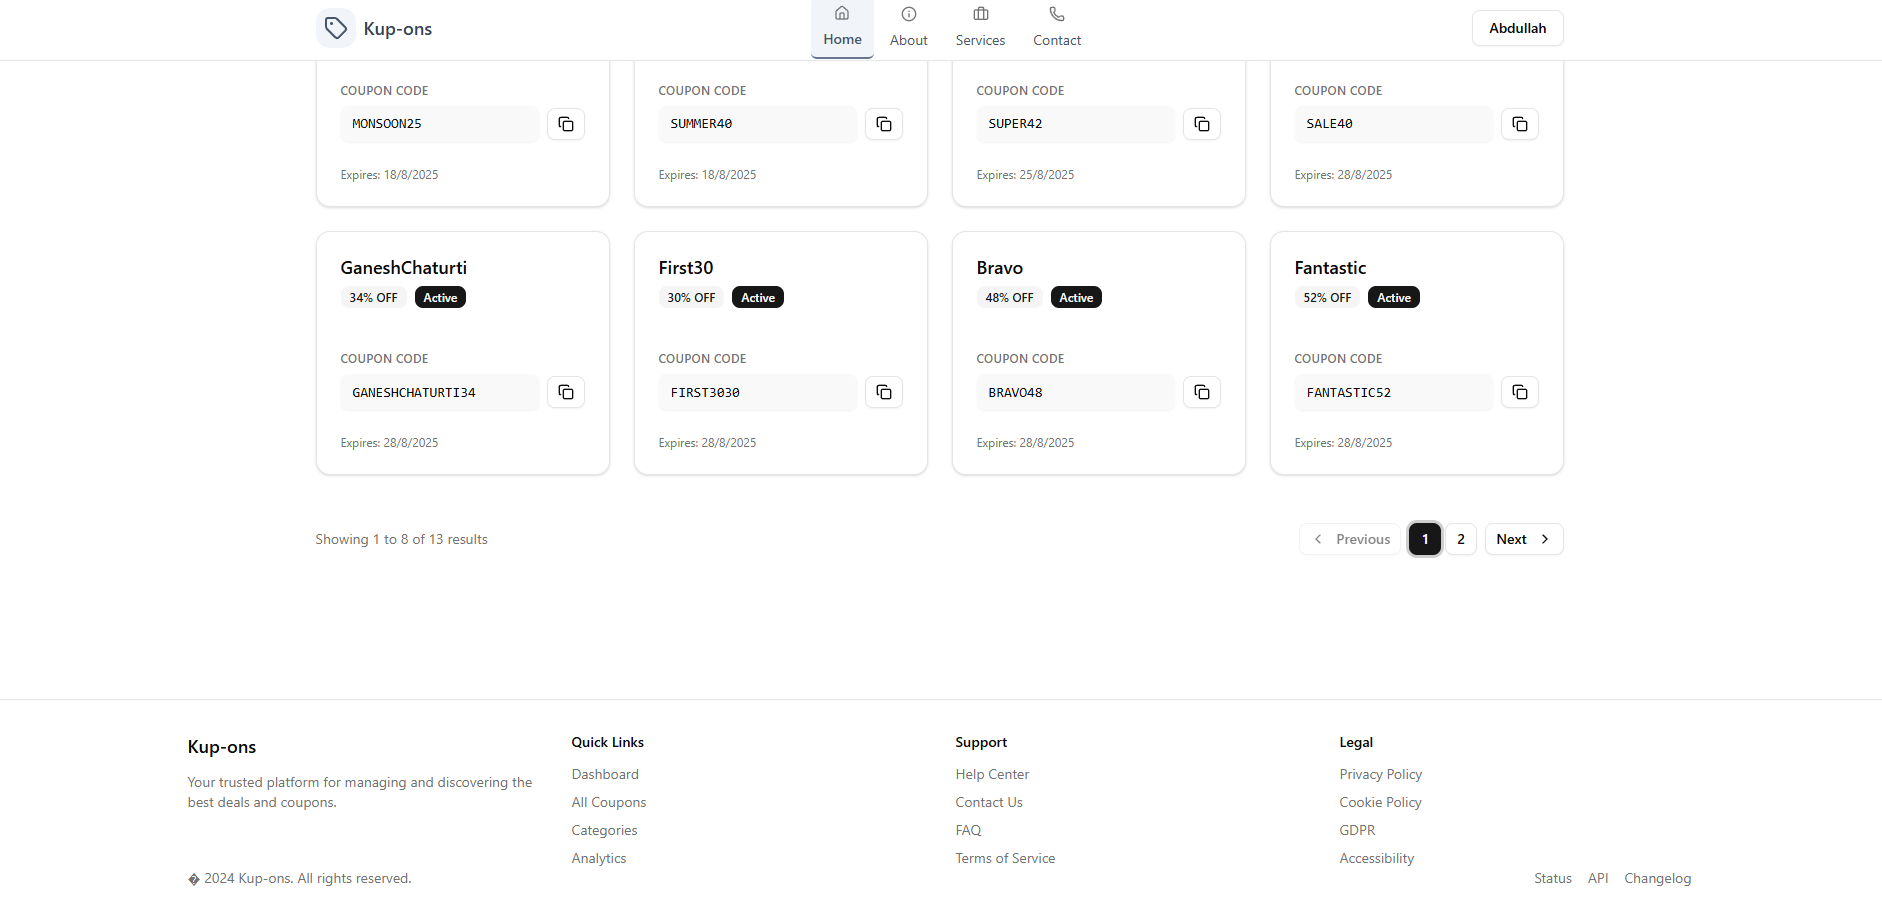 Kup-ons
Home
About
Services
Contact
Abdullah
COUPON CODE
MONSOON25
Expires: 18/8/2025
COUPON CODE
SUMMER40
Expires: 18/8/2025
COUPON CODE
SUPER42
Expires: 25/8/2025
COUPON CODE
SALE40
Expires: 28/8/2025
GaneshChaturti
34% OFF Active
COUPON CODE
GANESHCHATURTI34
Expires: 28/8/2025
First30
30% OFF Active
COUPON CODE
FIRST3030
Expires: 28/8/2025
Bravo
48% OFF Active
COUPON CODE
BRAVO48
Expires: 28/8/2025
Fantastic
52% OFF Active
COUPON CODE
FANTASTIC52
Expires: 28/8/2025
Showing 1 to 8 of 13 results
Previous 1 2 Next
Kup-ons
Your trusted platform for managing and discovering the
best deals and coupons.
Quick Links
Dashboard
All Coupons
Categories
Analytics
Support
Help Center
Contact Us
FAQ
Terms of Service
Legal
Privacy Policy
Cookie Policy
GDPR
Accessibility
� 2024 Kup-ons. All rights reserved.
Status API Changelog